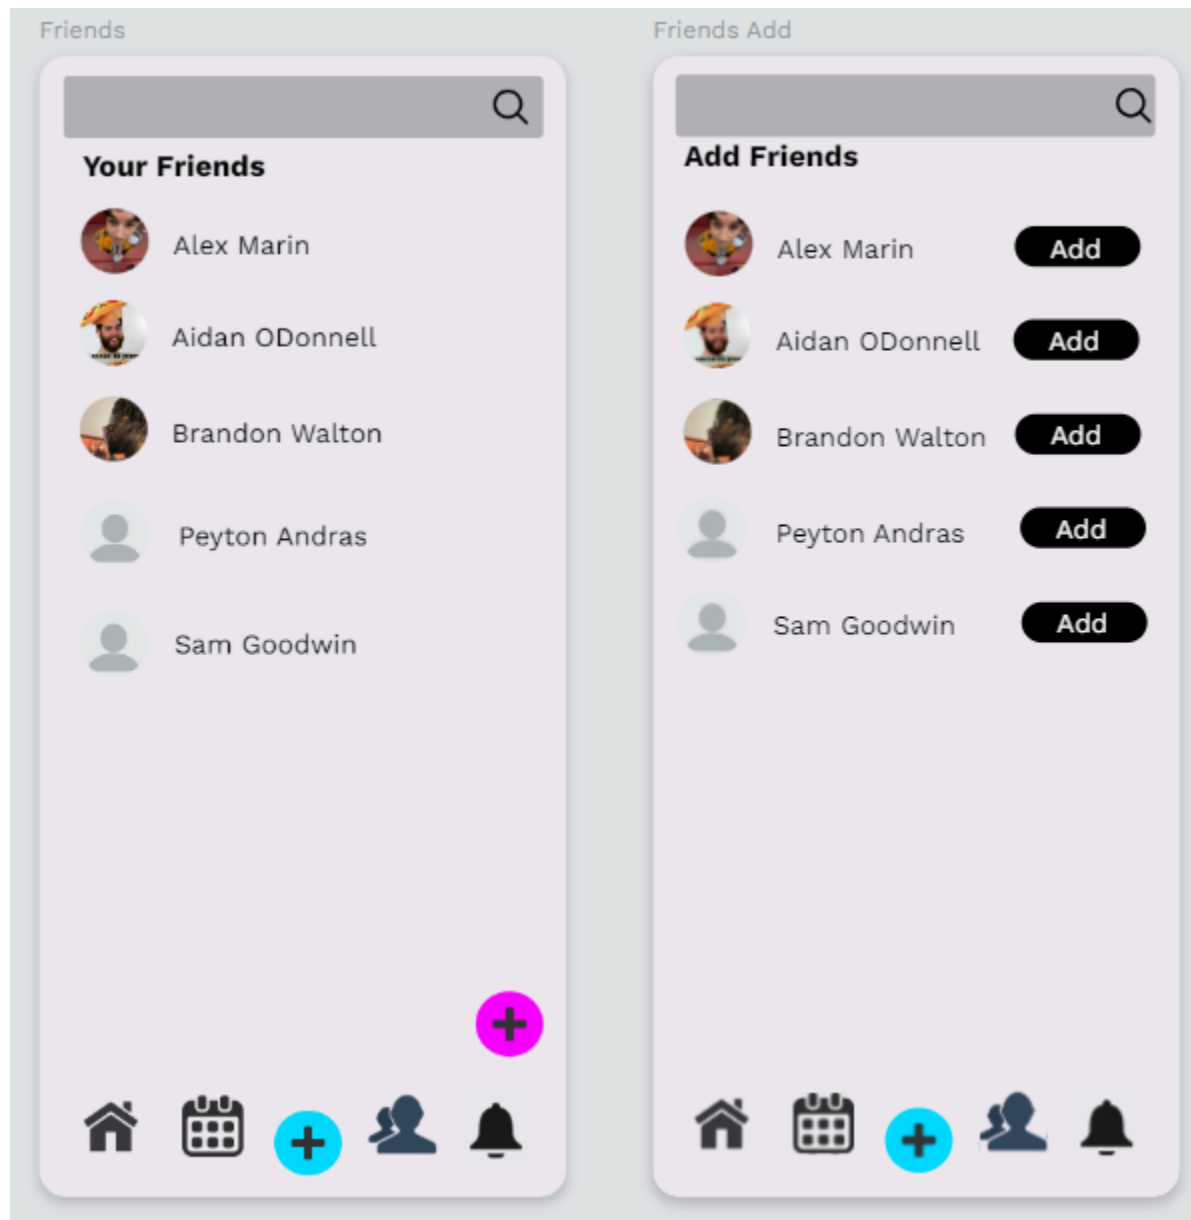 Friends
Your Friends
Alex Marin
Aidan ODonnell
Brandon Walton
Peyton Andras
Sam Goodwin
Friends Add
Add Friends
Alex Marin Add
Aidan ODonnell Add
Brandon Walton Add
Peyton Andras Add
Sam Goodwin Add